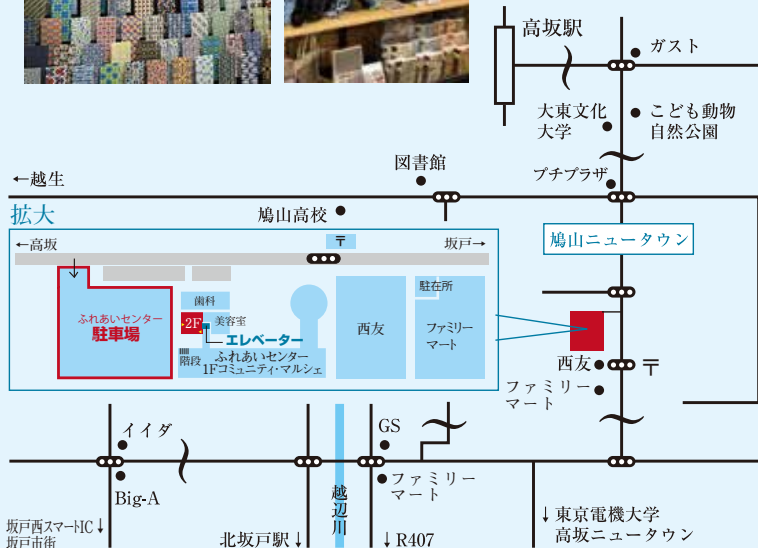 高坂駅
ガスト
大東文化
大学
こども動物
自然公園
図書館
プチプラザ
←越生
鳩山高校
拡大
←高坂
〒
坂戸→
鳩山ニュータウン
駐在所
歯科
ふれあいセンター
駐車場
2F
美容室
エレベーター
西友
ファミリー
マート
階段
ふれあいセンター
1Fコミュニティ・マルシェ
西友
〒
ファミリー
マート
イイダ
GS
Big-A
越辺川
ファミリー
マート
坂戸西スマートIC↓
坂戸市街
北坂戸駅↓
↓R407
↓東京電機大学
高坂ニュータウン